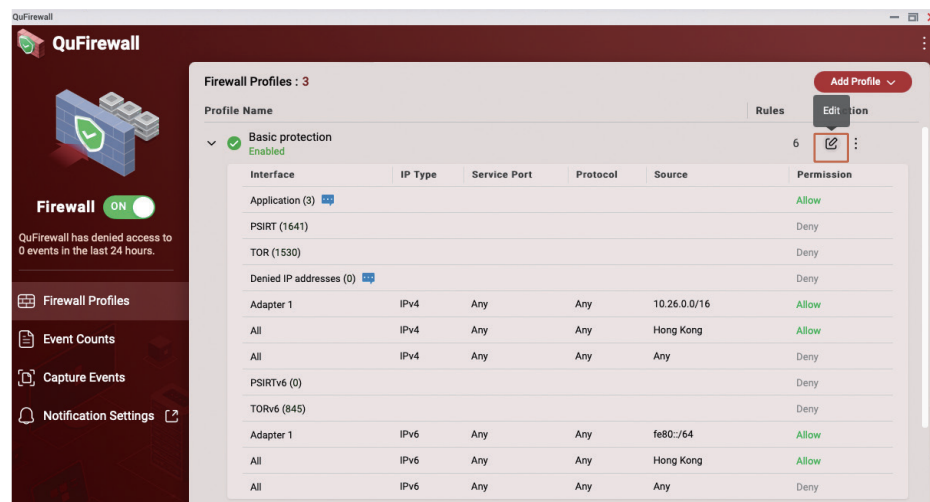 QuFirewall
QuFirewall
Firewall ON
QuFirewall has denied access to
0 events in the last 24 hours.
Firewall Profiles
Event Counts
Capture Events
Notification Settings
Firewall Profiles : 3
Add Profile
Profile Name Rules Edit tion
Basic protection 6
Enabled
Interface IP Type Service Port Protocol Source Permission
Application (3) Allow
PSIRT (1641) Deny
TOR (1530) Deny
Denied IP addresses (0) Deny
Adapter 1 IPv4 Any Any 10.26.0.0/16 Allow
All IPv4 Any Any Hong Kong Allow
All IPv4 Any Any Any Deny
PSIRTv6 (0) Deny
TORv6 (845) Deny
Adapter 1 IPv6 Any Any fe80::/64 Allow
All IPv6 Any Any Hong Kong Allow
All IPv6 Any Any Any Deny